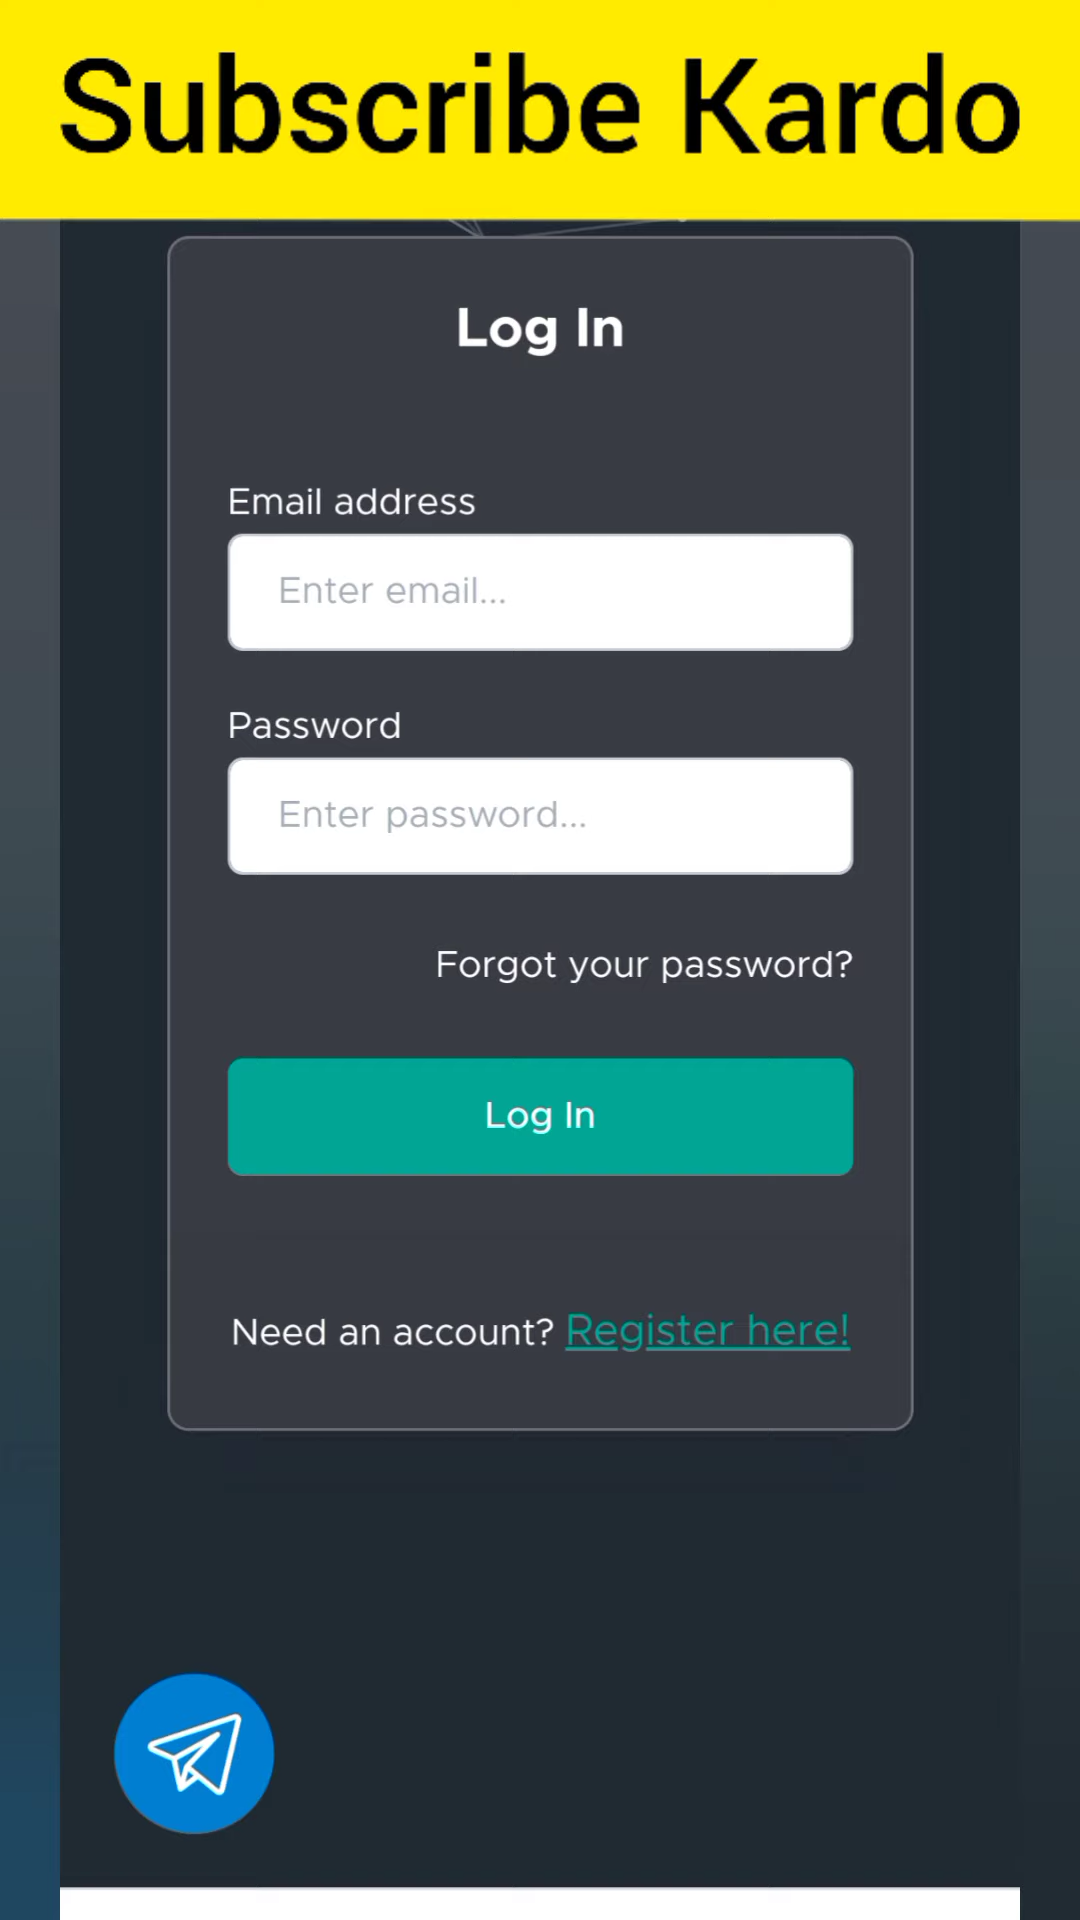 Subscribe Kardo
Log In
Email address
Enter email...
Password
Enter password...
Forgot your password?
Log In
Need an account? Register here!